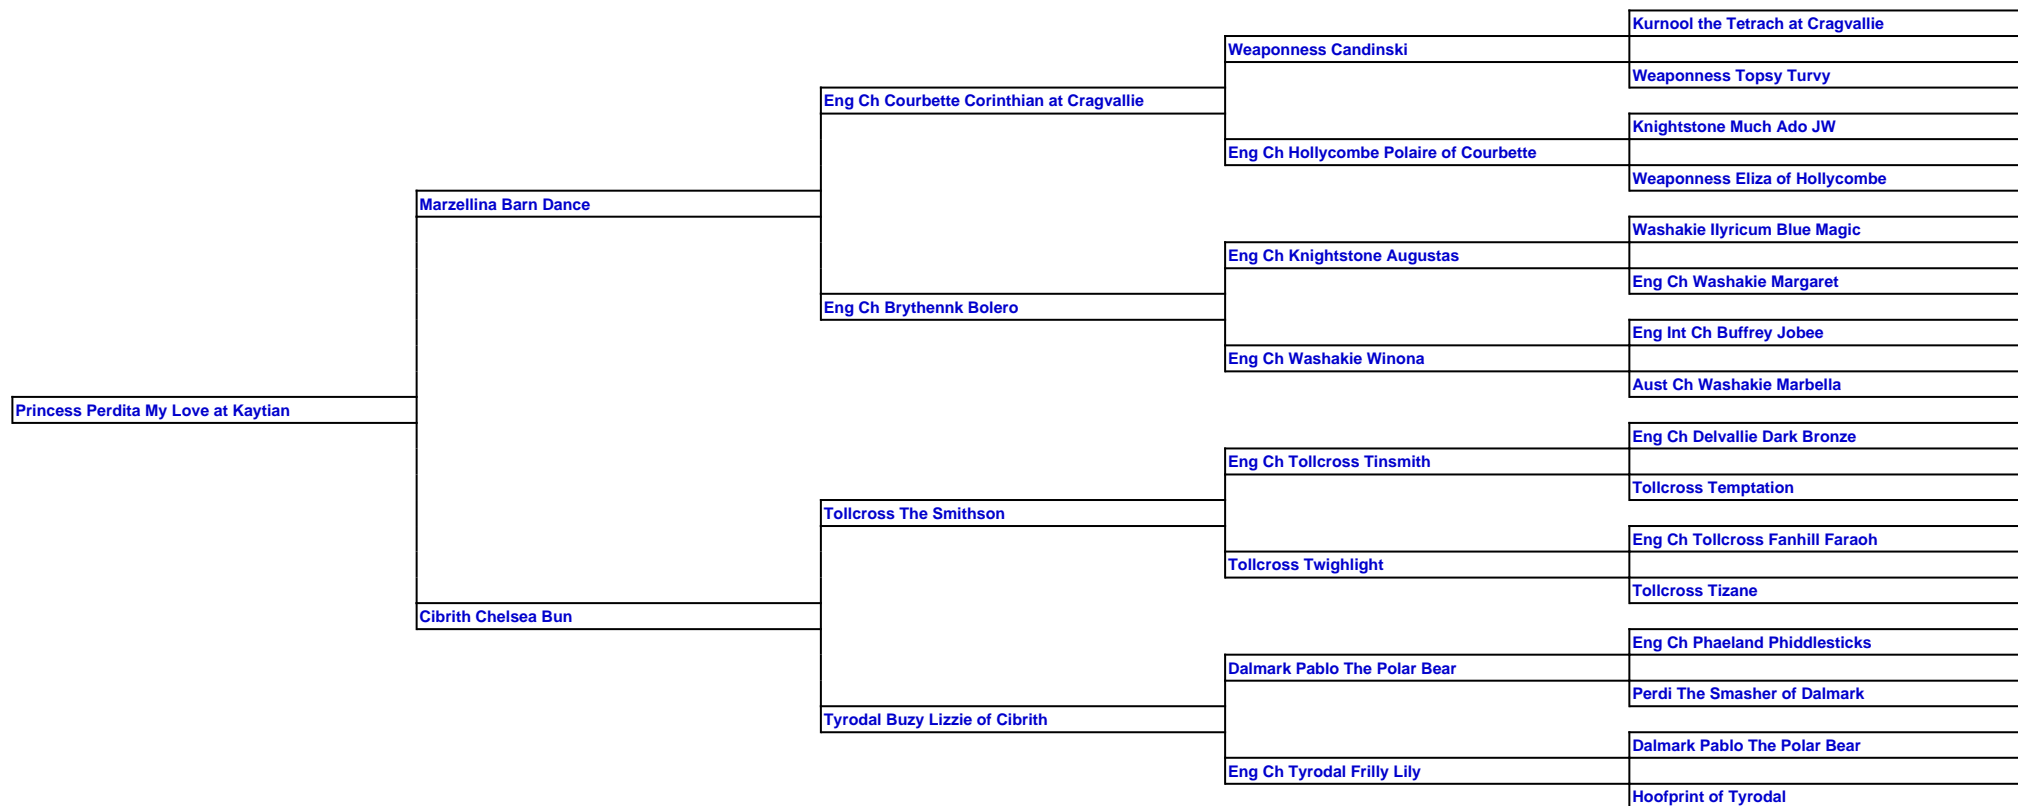 Kurnool the Tetrach at Cragvallie
Weaponness Candinski
Weaponness Topsy Turvy
Eng Ch Courbette Corinthian at Cragvallie
Knightstone Much Ado JW
Eng Ch Hollycombe Polaire of Courbette
Weaponness Eliza of Hollycombe
Marzellina Barn Dance
Washakie Ilyricum Blue Magic
Eng Ch Knightstone Augustas
Eng Ch Washakie Margaret
Eng Ch Brythennk Bolero
Eng Int Ch Buffrey Jobee
Eng Ch Washakie Winona
Aust Ch Washakie Marbella
Princess Perdita My Love at Kaytian
Eng Ch Delvallie Dark Bronze
Eng Ch Tollcross Tinsmith
Tollcross Temptation
Tollcross The Smithson
Eng Ch Tollcross Fanhill Faraoh
Tollcross Twighlight
Tollcross Tizane
Cibrith Chelsea Bun
Eng Ch Phaeland Phiddlesticks
Dalmark Pablo The Polar Bear
Perdi The Smasher of Dalmark
Tyrodal Buzy Lizzie of Cibrith
Dalmark Pablo The Polar Bear
Eng Ch Tyrodal Frilly Lily
Hoofprint of Tyrodal